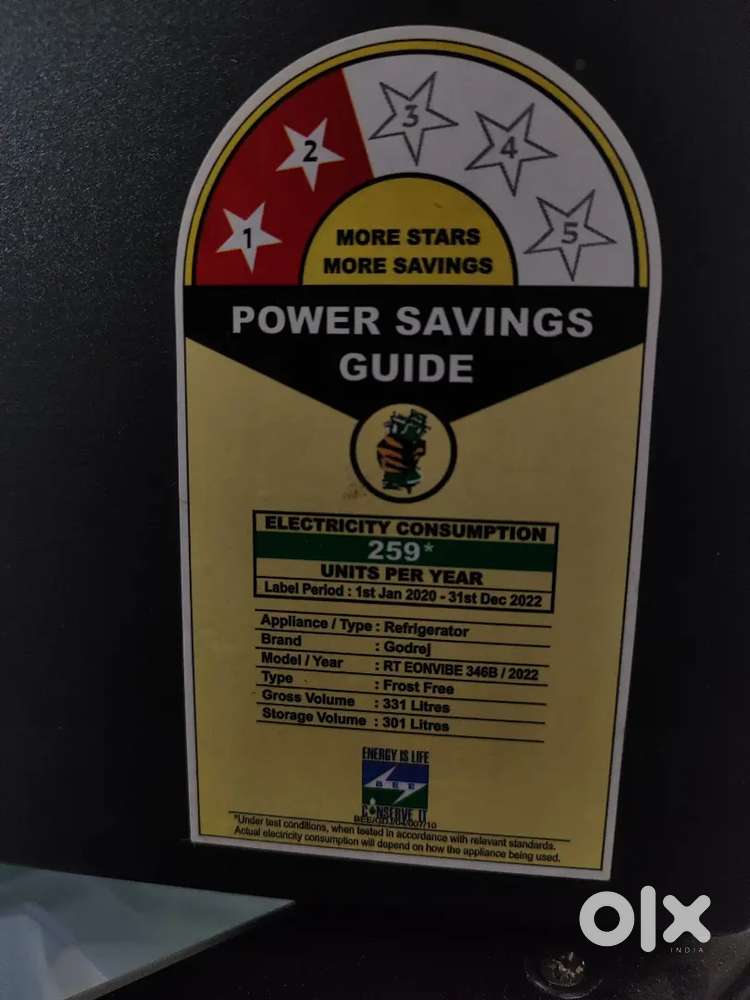 1
2
3
4
5
MORE STARS
MORE SAVINGS
POWER SAVINGS
GUIDE
ELECTRICITY CONSUMPTION
259*
UNITS PER YEAR
Label Period : 1st Jan 2020 - 31st Dec 2022
Appliance / Type : Refrigerator
Brand : Godrej
Model / Year : RT EONVIBE 346B / 2022
Type : Frost Free
Gross Volume : 331 Litres
Storage Volume : 301 Litres
ENERGY IS LIFE
BEE
CONSERVE IT
*Under test conditions, when tested in accordance with relevant standards.
Actual electricity consumption will depend on how the appliance being used.
olx
INDIA